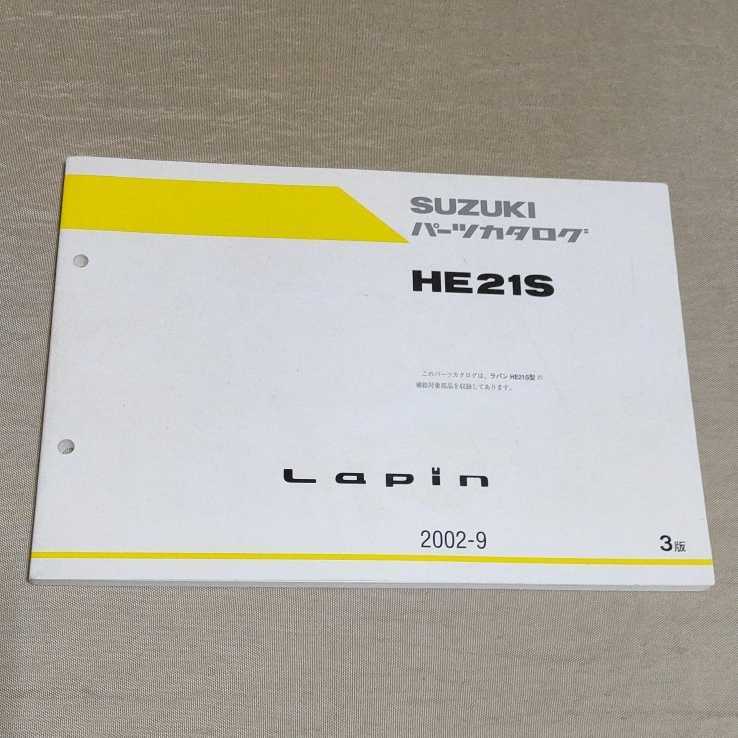 SUZUKI
パーツカタログ
HE21S
このパーツカタログは、ラパン HE21S型 の
補給対象部品を収録してあります。
Lapin
2002-9
3版